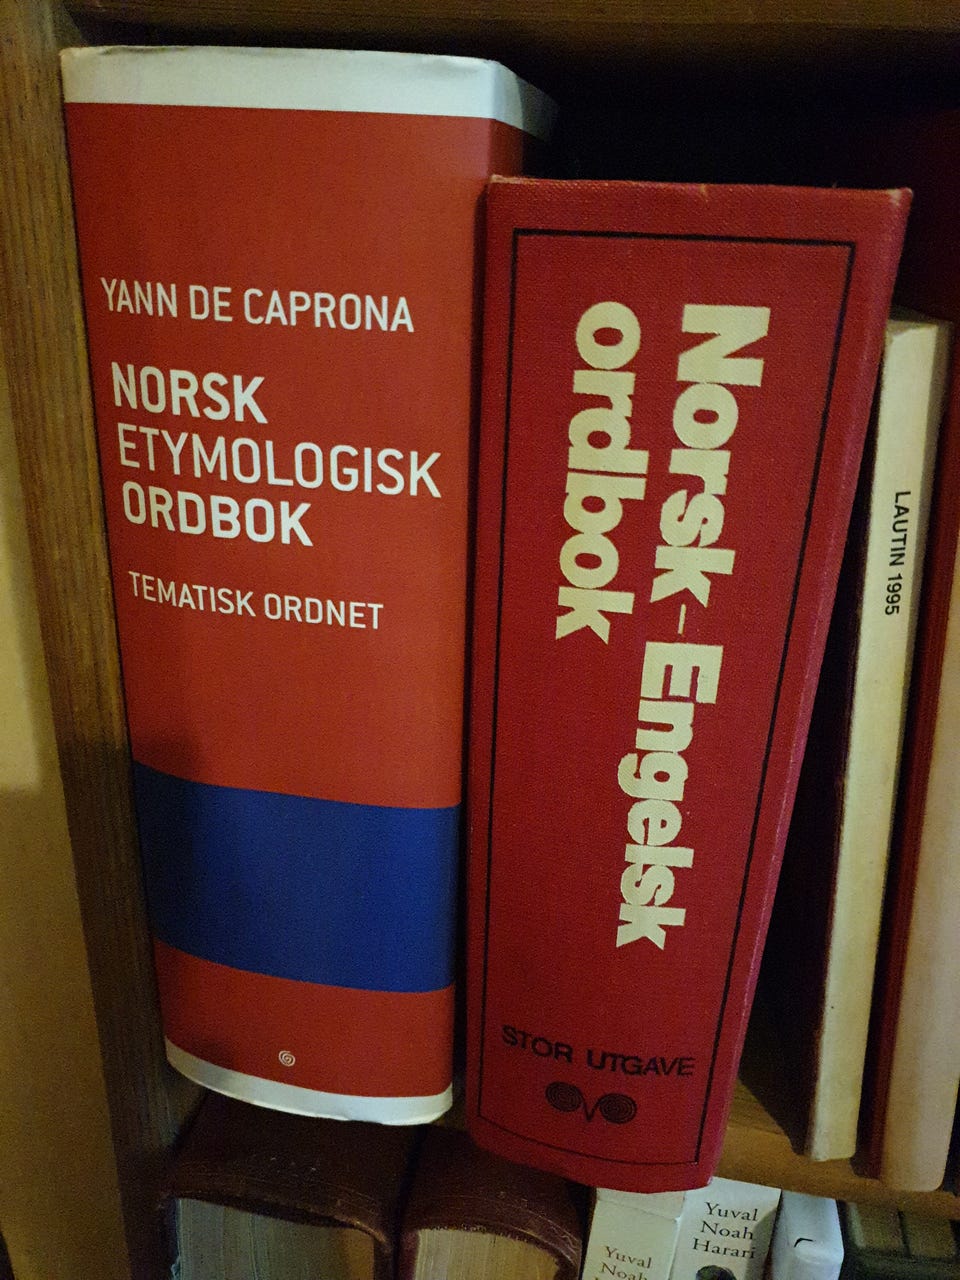 YANN DE CAPRONA
NORSK
ETYMOLOGISK
ORDBOK
TEMATISK ORDNET
Norsk-Engelsk
ordbok
STOR UTGAVE
LAUTIN 1995
Yuval
Noah
Yuval
Noah
Harari